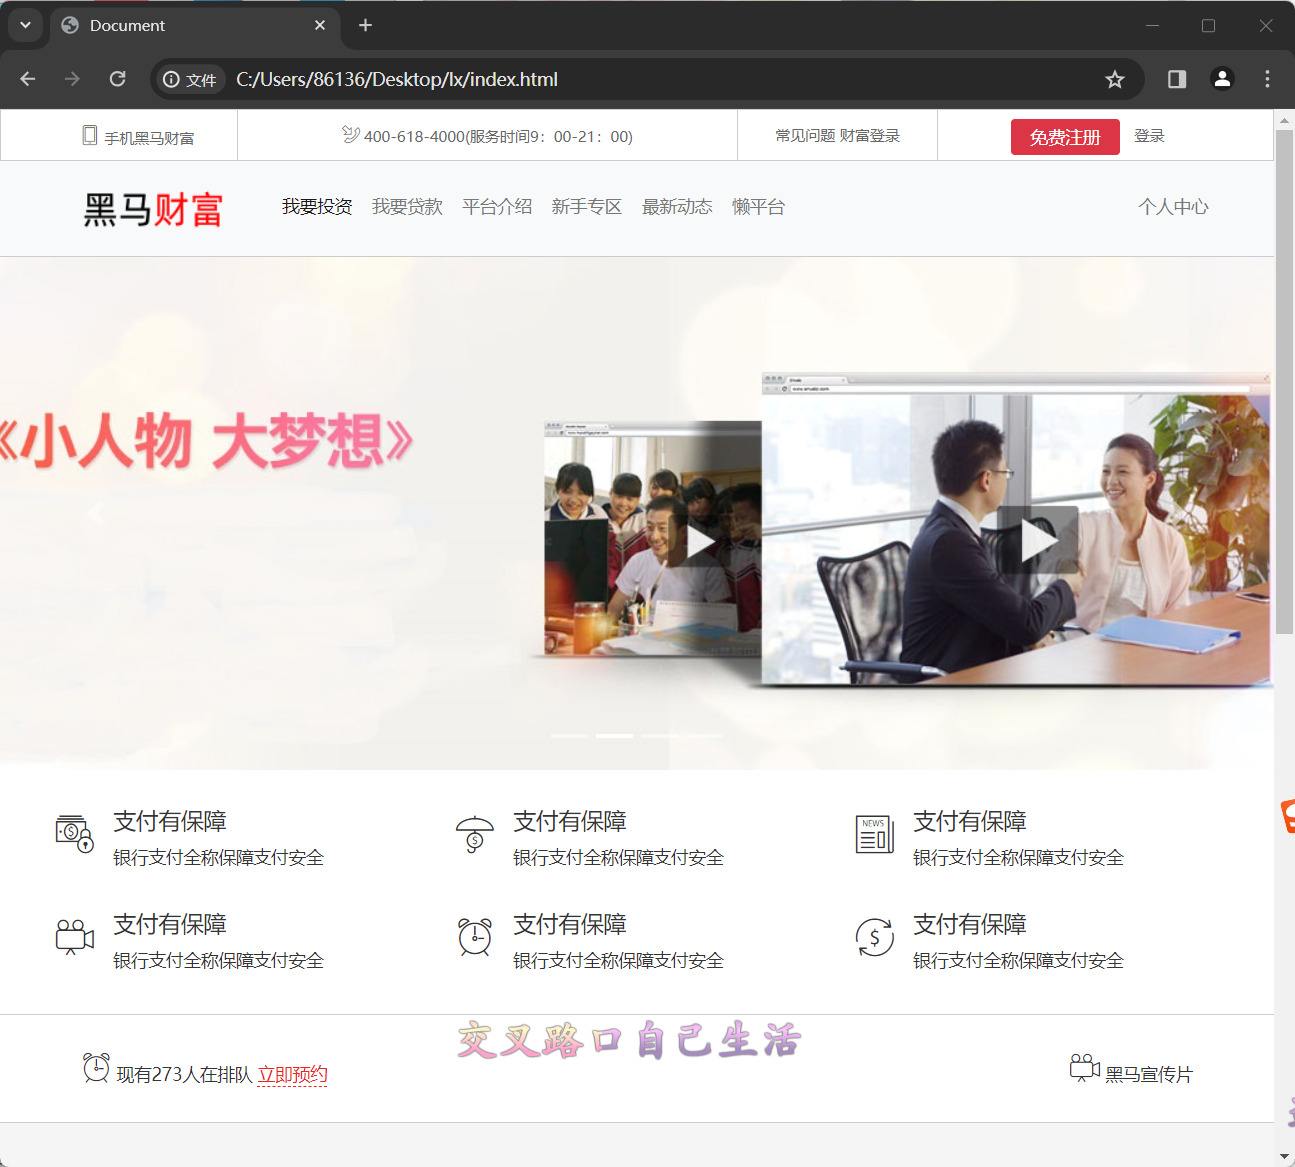 Document
文件 C:/Users/86136/Desktop/lx/index.html
手机黑马财富 400-618-4000(服务时间9：00-21：00) 常见问题 财富登录 免费注册 登录
黑马财富 我要投资 我要贷款 平台介绍 新手专区 最新动态 懒平台 个人中心
《小人物 大梦想》
支付有保障 支付有保障 NEWS 支付有保障
银行支付全称保障支付安全 银行支付全称保障支付安全 银行支付全称保障支付安全
支付有保障 支付有保障 支付有保障
银行支付全称保障支付安全 银行支付全称保障支付安全 银行支付全称保障支付安全
交叉路口自己生活
现有273人在排队 立即预约 黑马宣传片